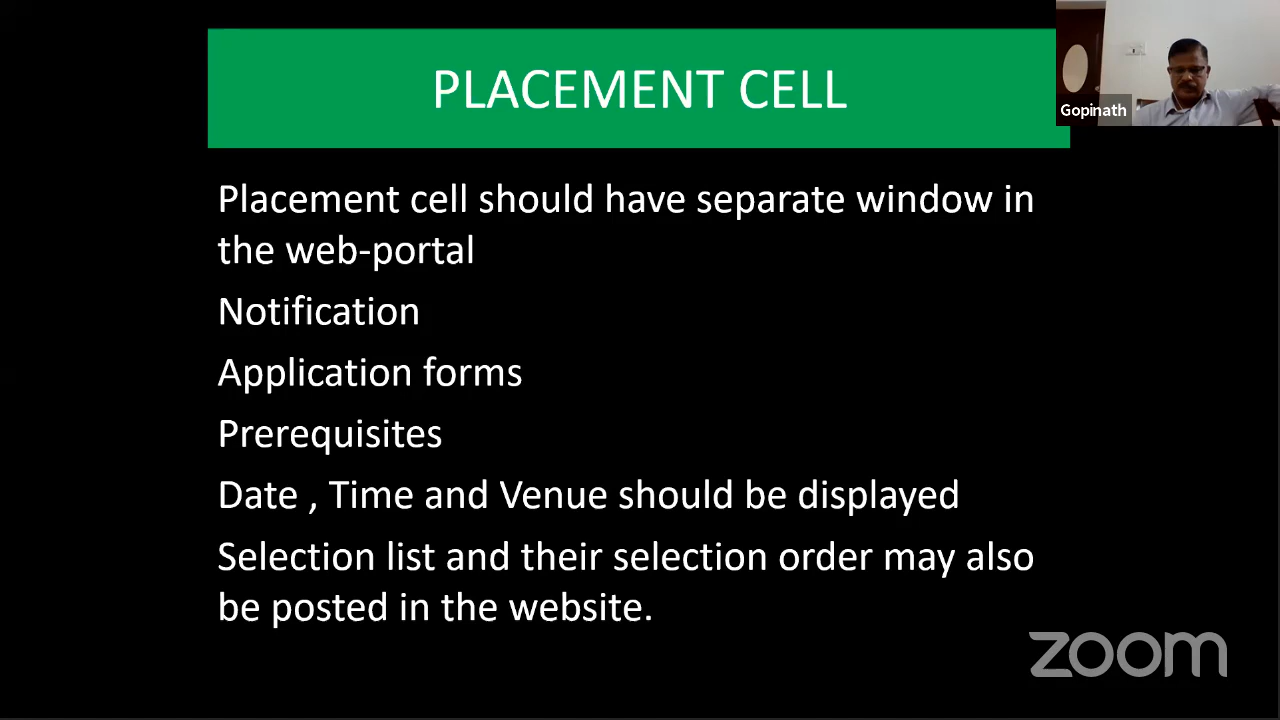 PLACEMENT CELL
Gopinath
Placement cell should have separate window in
the web-portal
Notification
Application forms
Prerequisites
Date , Time and Venue should be displayed
Selection list and their selection order may also
be posted in the website.
zoom